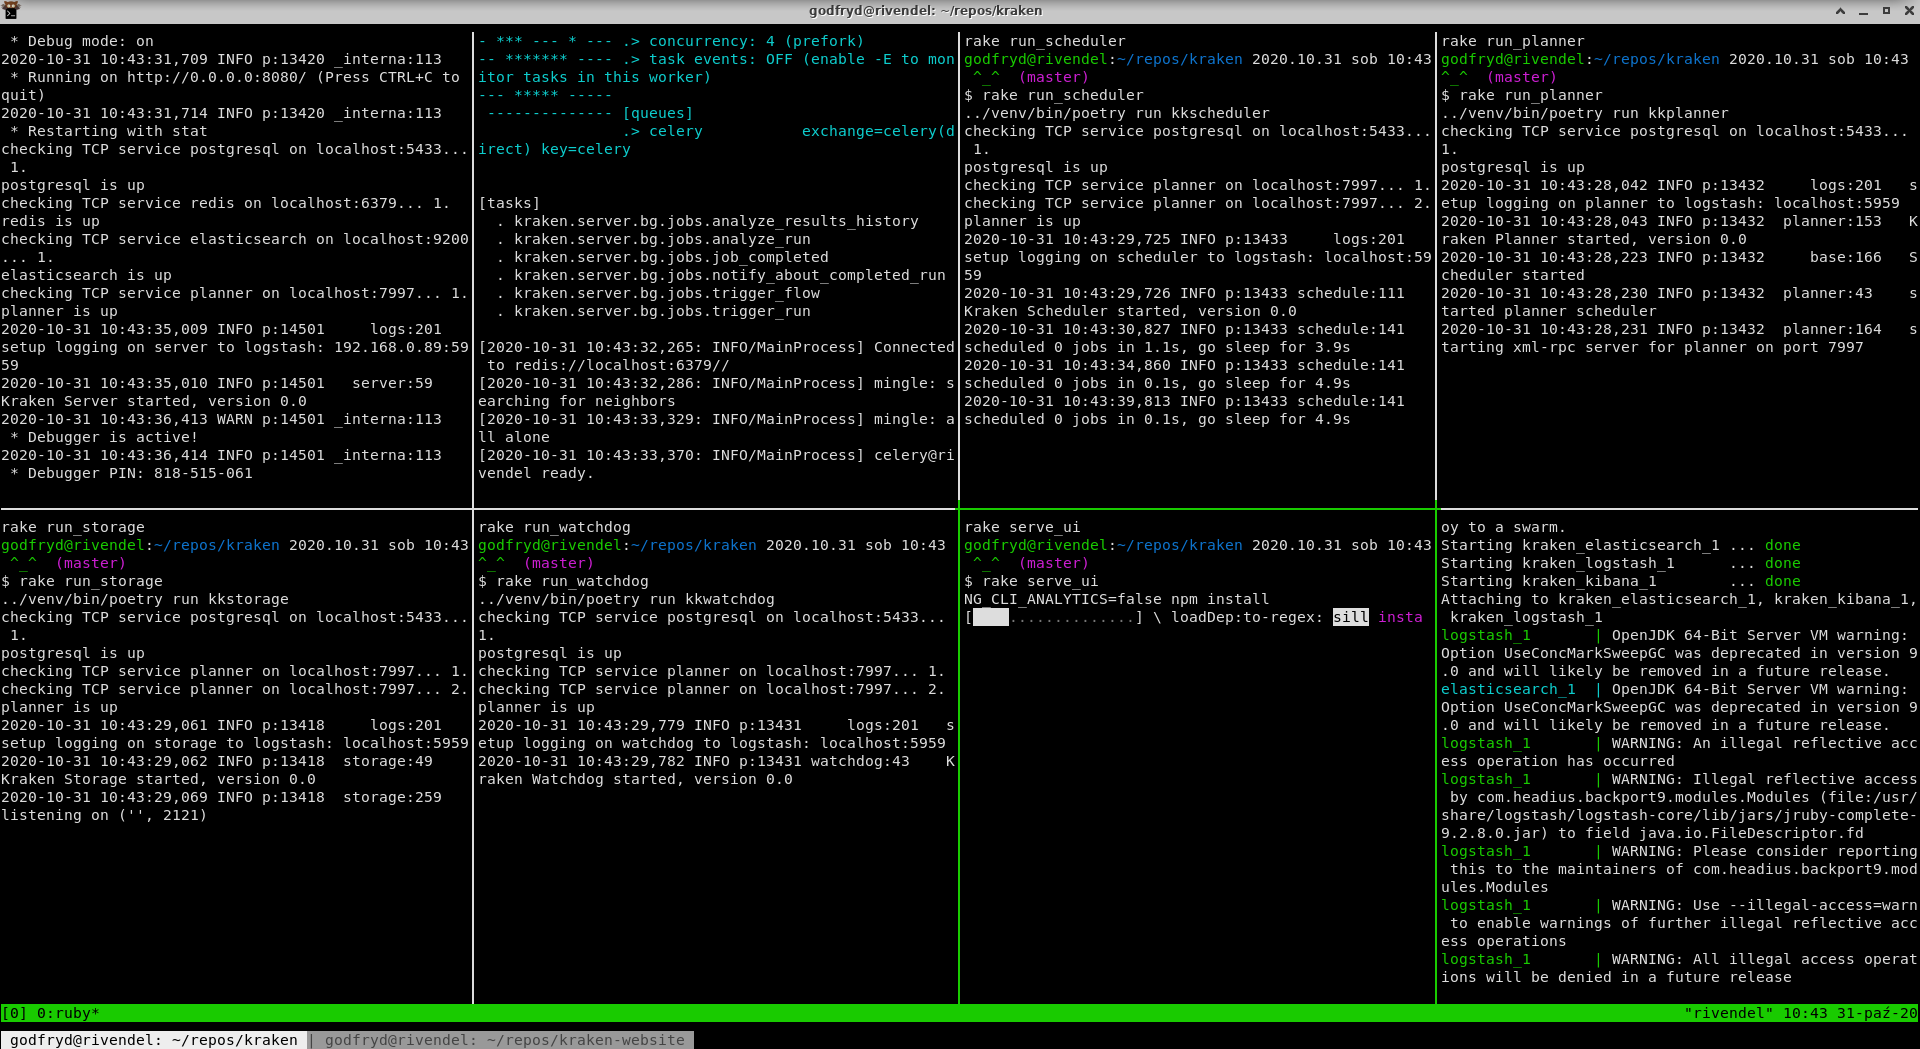 godfryd@rivendel: ~/repos/kraken
 * Debug mode: on
2020-10-31 10:43:31,709 INFO p:13420 _interna:113
 * Running on http://0.0.0.0:8080/ (Press CTRL+C to
quit)
2020-10-31 10:43:31,714 INFO p:13420 _interna:113
 * Restarting with stat
checking TCP service postgresql on localhost:5433...
 1.
postgresql is up
checking TCP service redis on localhost:6379... 1.
redis is up
checking TCP service elasticsearch on localhost:9200
... 1.
elasticsearch is up
checking TCP service planner on localhost:7997... 1.
planner is up
2020-10-31 10:43:35,009 INFO p:14501     logs:201
setup logging on server to logstash: 192.168.0.89:59
59
2020-10-31 10:43:35,010 INFO p:14501   server:59
Kraken Server started, version 0.0
2020-10-31 10:43:36,413 WARN p:14501 _interna:113
 * Debugger is active!
2020-10-31 10:43:36,414 INFO p:14501 _interna:113
 * Debugger PIN: 818-515-061
- *** --- * --- .> concurrency: 4 (prefork)
-- ******* ---- .> task events: OFF (enable -E to mon
itor tasks in this worker)
--- ***** -----
 -------------- [queues]
                .> celery           exchange=celery(d
irect) key=celery
[tasks]
  . kraken.server.bg.jobs.analyze_results_history
  . kraken.server.bg.jobs.analyze_run
  . kraken.server.bg.jobs.job_completed
  . kraken.server.bg.jobs.notify_about_completed_run
  . kraken.server.bg.jobs.trigger_flow
  . kraken.server.bg.jobs.trigger_run
[2020-10-31 10:43:32,265: INFO/MainProcess] Connected
 to redis://localhost:6379//
[2020-10-31 10:43:32,286: INFO/MainProcess] mingle: s
earching for neighbors
[2020-10-31 10:43:33,329: INFO/MainProcess] mingle: a
ll alone
[2020-10-31 10:43:33,370: INFO/MainProcess] celery@ri
vendel ready.
rake run_scheduler
godfryd@rivendel:~/repos/kraken 2020.10.31 sob 10:43
 ^_^  (master)
$ rake run_scheduler
../venv/bin/poetry run kkscheduler
checking TCP service postgresql on localhost:5433...
 1.
postgresql is up
checking TCP service planner on localhost:7997... 1.
checking TCP service planner on localhost:7997... 2.
planner is up
2020-10-31 10:43:29,725 INFO p:13433     logs:201
setup logging on scheduler to logstash: localhost:59
59
2020-10-31 10:43:29,726 INFO p:13433 schedule:111
Kraken Scheduler started, version 0.0
2020-10-31 10:43:30,827 INFO p:13433 schedule:141
scheduled 0 jobs in 1.1s, go sleep for 3.9s
2020-10-31 10:43:34,860 INFO p:13433 schedule:141
scheduled 0 jobs in 0.1s, go sleep for 4.9s
2020-10-31 10:43:39,813 INFO p:13433 schedule:141
scheduled 0 jobs in 0.1s, go sleep for 4.9s
rake run_planner
godfryd@rivendel:~/repos/kraken 2020.10.31 sob 10:43
^_^  (master)
$ rake run_planner
../venv/bin/poetry run kkplanner
checking TCP service postgresql on localhost:5433...
1.
postgresql is up
2020-10-31 10:43:28,042 INFO p:13432     logs:201   s
etup logging on planner to logstash: localhost:5959
2020-10-31 10:43:28,043 INFO p:13432  planner:153   K
raken Planner started, version 0.0
2020-10-31 10:43:28,223 INFO p:13432     base:166   S
cheduler started
2020-10-31 10:43:28,230 INFO p:13432  planner:43    s
tarted planner scheduler
2020-10-31 10:43:28,231 INFO p:13432  planner:164   s
tarting xml-rpc server for planner on port 7997
rake run_storage
godfryd@rivendel:~/repos/kraken 2020.10.31 sob 10:43
 ^_^  (master)
$ rake run_storage
../venv/bin/poetry run kkstorage
checking TCP service postgresql on localhost:5433...
 1.
postgresql is up
checking TCP service planner on localhost:7997... 1.
checking TCP service planner on localhost:7997... 2.
planner is up
2020-10-31 10:43:29,061 INFO p:13418     logs:201
setup logging on storage to logstash: localhost:5959
2020-10-31 10:43:29,062 INFO p:13418  storage:49
Kraken Storage started, version 0.0
2020-10-31 10:43:29,069 INFO p:13418  storage:259
listening on ('', 2121)
rake run_watchdog
godfryd@rivendel:~/repos/kraken 2020.10.31 sob 10:43
^_^  (master)
$ rake run_watchdog
../venv/bin/poetry run kkwatchdog
checking TCP service postgresql on localhost:5433...
1.
postgresql is up
checking TCP service planner on localhost:7997... 1.
checking TCP service planner on localhost:7997... 2.
planner is up
2020-10-31 10:43:29,779 INFO p:13431     logs:201   s
etup logging on watchdog to logstash: localhost:5959
2020-10-31 10:43:29,782 INFO p:13431 watchdog:43    K
raken Watchdog started, version 0.0
rake serve_ui
godfryd@rivendel:~/repos/kraken 2020.10.31 sob 10:43
 ^_^  (master)
$ rake serve_ui
NG_CLI_ANALYTICS=false npm install
[    ..............] \ loadDep:to-regex: sill insta
oy to a swarm.
Starting kraken_elasticsearch_1 ... done
Starting kraken_logstash_1      ... done
Starting kraken_kibana_1        ... done
Attaching to kraken_elasticsearch_1, kraken_kibana_1,
 kraken_logstash_1
logstash_1       | OpenJDK 64-Bit Server VM warning:
Option UseConcMarkSweepGC was deprecated in version 9
.0 and will likely be removed in a future release.
elasticsearch_1  | OpenJDK 64-Bit Server VM warning:
Option UseConcMarkSweepGC was deprecated in version 9
.0 and will likely be removed in a future release.
logstash_1       | WARNING: An illegal reflective acc
ess operation has occurred
logstash_1       | WARNING: Illegal reflective access
 by com.headius.backport9.modules.Modules (file:/usr/
share/logstash/logstash-core/lib/jars/jruby-complete-
9.2.8.0.jar) to field java.io.FileDescriptor.fd
logstash_1       | WARNING: Please consider reporting
 this to the maintainers of com.headius.backport9.mod
ules.Modules
logstash_1       | WARNING: Use --illegal-access=warn
 to enable warnings of further illegal reflective acc
ess operations
logstash_1       | WARNING: All illegal access operat
ions will be denied in a future release
[0] 0:ruby*
"rivendel" 10:43 31-paź-20
godfryd@rivendel: ~/repos/kraken | godfryd@rivendel: ~/repos/kraken-website